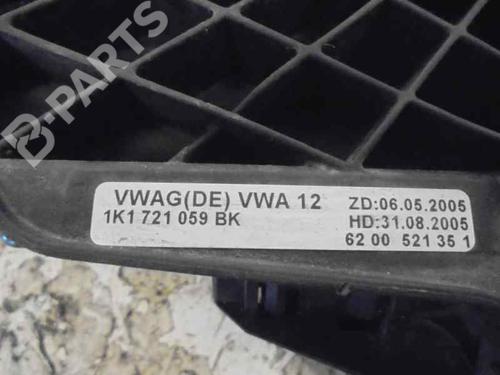 B-PARTS
VWAG(DE) VWA 12 ZD:06.05.2005
1K1 721 059 BK HD:31.08.2005
62 00 521 35 1